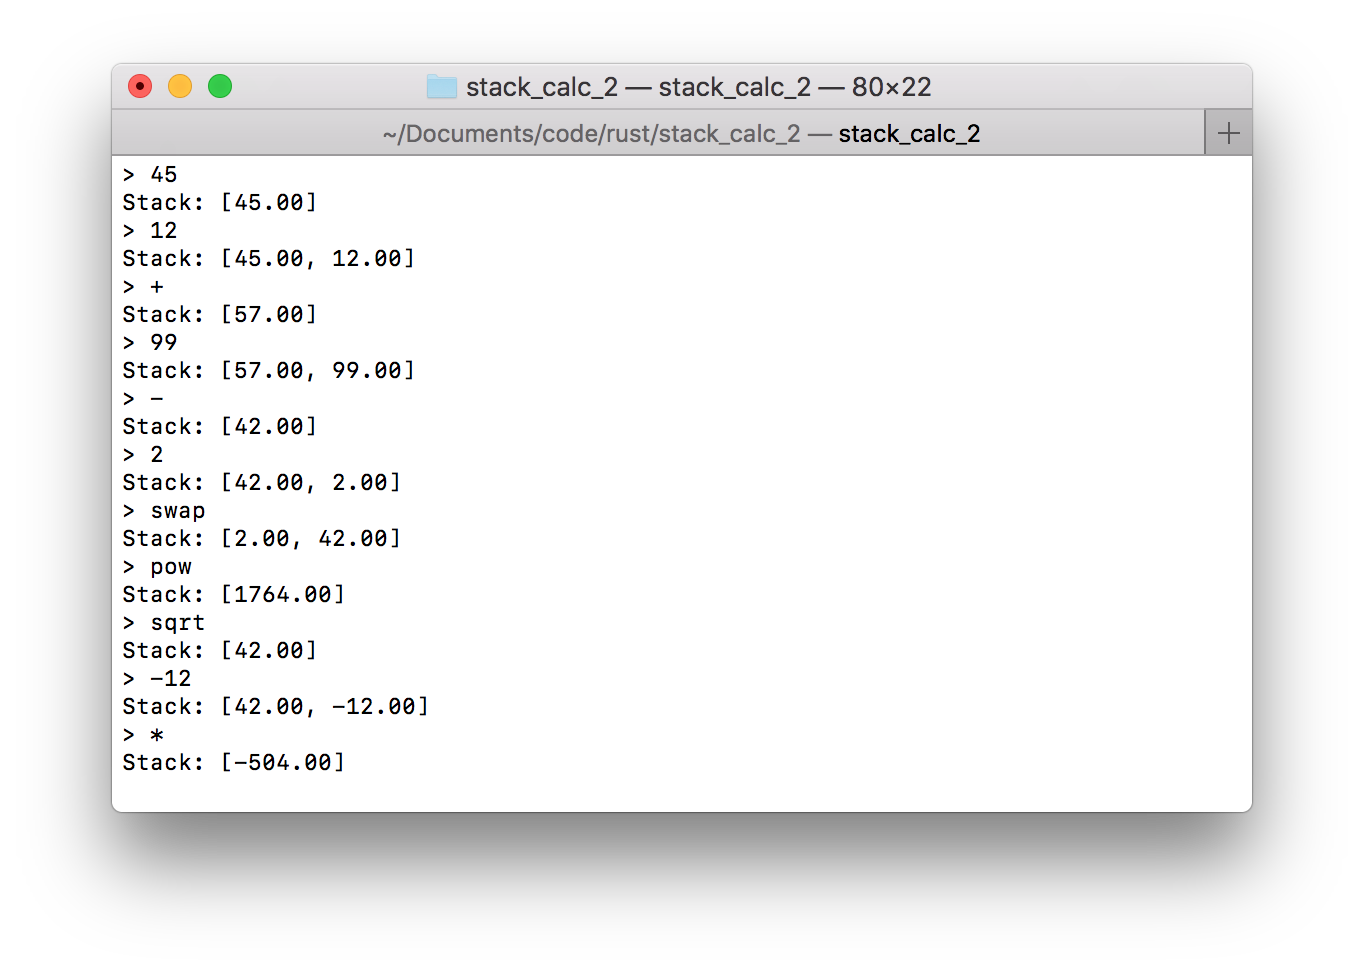 stack_calc_2 — stack_calc_2 — 80×22
~/Documents/code/rust/stack_calc_2 — stack_calc_2
> 45
Stack: [45.00]
> 12
Stack: [45.00, 12.00]
> +
Stack: [57.00]
> 99
Stack: [57.00, 99.00]
> -
Stack: [42.00]
> 2
Stack: [42.00, 2.00]
> swap
Stack: [2.00, 42.00]
> pow
Stack: [1764.00]
> sqrt
Stack: [42.00]
> -12
Stack: [42.00, -12.00]
> *
Stack: [-504.00]